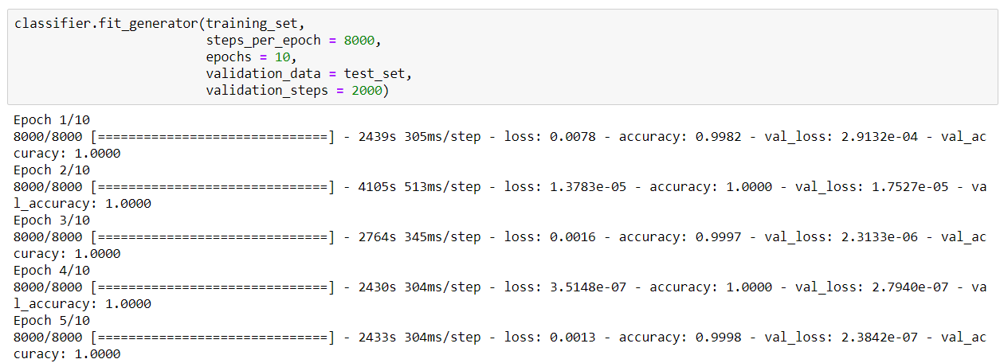 classifier.fit_generator(training_set,
                         steps_per_epoch = 8000,
                         epochs = 10,
                         validation_data = test_set,
                         validation_steps = 2000)
Epoch 1/10
8000/8000 [==============================] - 2439s 305ms/step - loss: 0.0078 - accuracy: 0.9982 - val_loss: 2.9132e-04 - val_ac
curacy: 1.0000
Epoch 2/10
8000/8000 [==============================] - 4105s 513ms/step - loss: 1.3783e-05 - accuracy: 1.0000 - val_loss: 1.7527e-05 - va
l_accuracy: 1.0000
Epoch 3/10
8000/8000 [==============================] - 2764s 345ms/step - loss: 0.0016 - accuracy: 0.9997 - val_loss: 2.3133e-06 - val_ac
curacy: 1.0000
Epoch 4/10
8000/8000 [==============================] - 2430s 304ms/step - loss: 3.5148e-07 - accuracy: 1.0000 - val_loss: 2.7940e-07 - va
l_accuracy: 1.0000
Epoch 5/10
8000/8000 [==============================] - 2433s 304ms/step - loss: 0.0013 - accuracy: 0.9998 - val_loss: 2.3842e-07 - val_ac
curacy: 1.0000